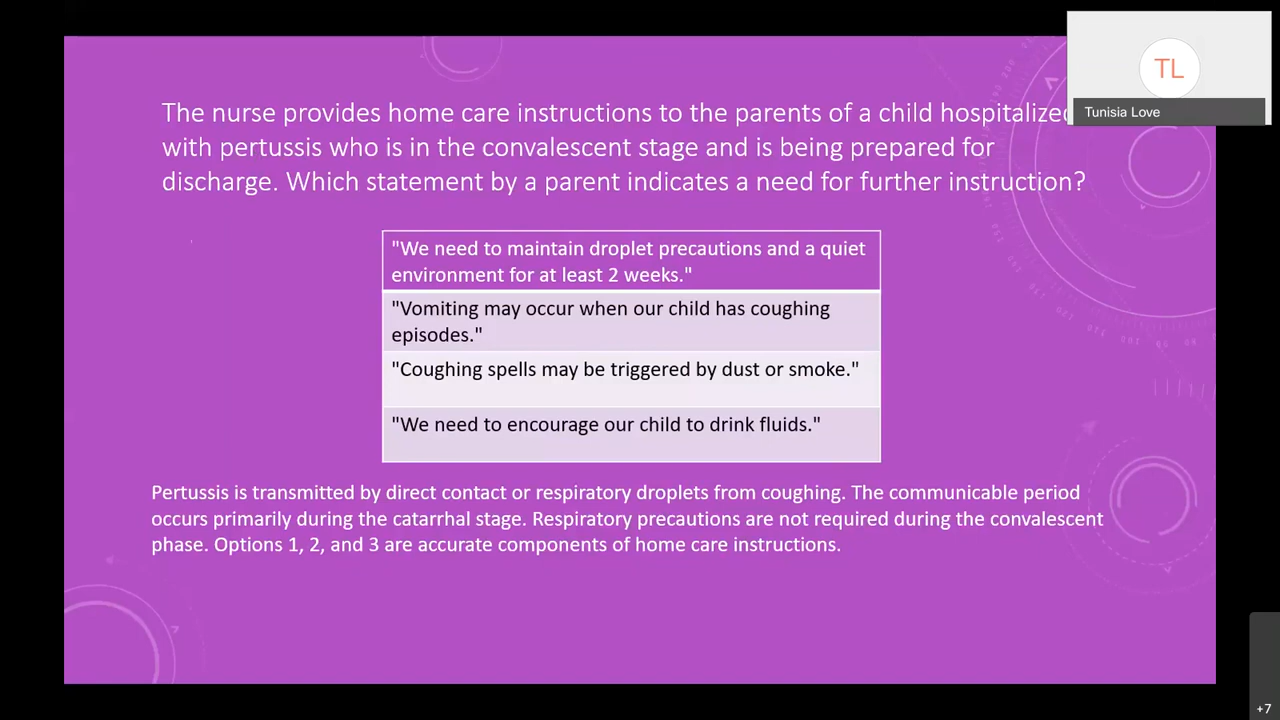 TL
Tunisia Love
The nurse provides home care instructions to the parents of a child hospitalized
with pertussis who is in the convalescent stage and is being prepared for
discharge. Which statement by a parent indicates a need for further instruction?
"We need to maintain droplet precautions and a quiet
environment for at least 2 weeks."
"Vomiting may occur when our child has coughing
episodes."
"Coughing spells may be triggered by dust or smoke."
"We need to encourage our child to drink fluids."
Pertussis is transmitted by direct contact or respiratory droplets from coughing. The communicable period
occurs primarily during the catarrhal stage. Respiratory precautions are not required during the convalescent
phase. Options 1, 2, and 3 are accurate components of home care instructions.
+7